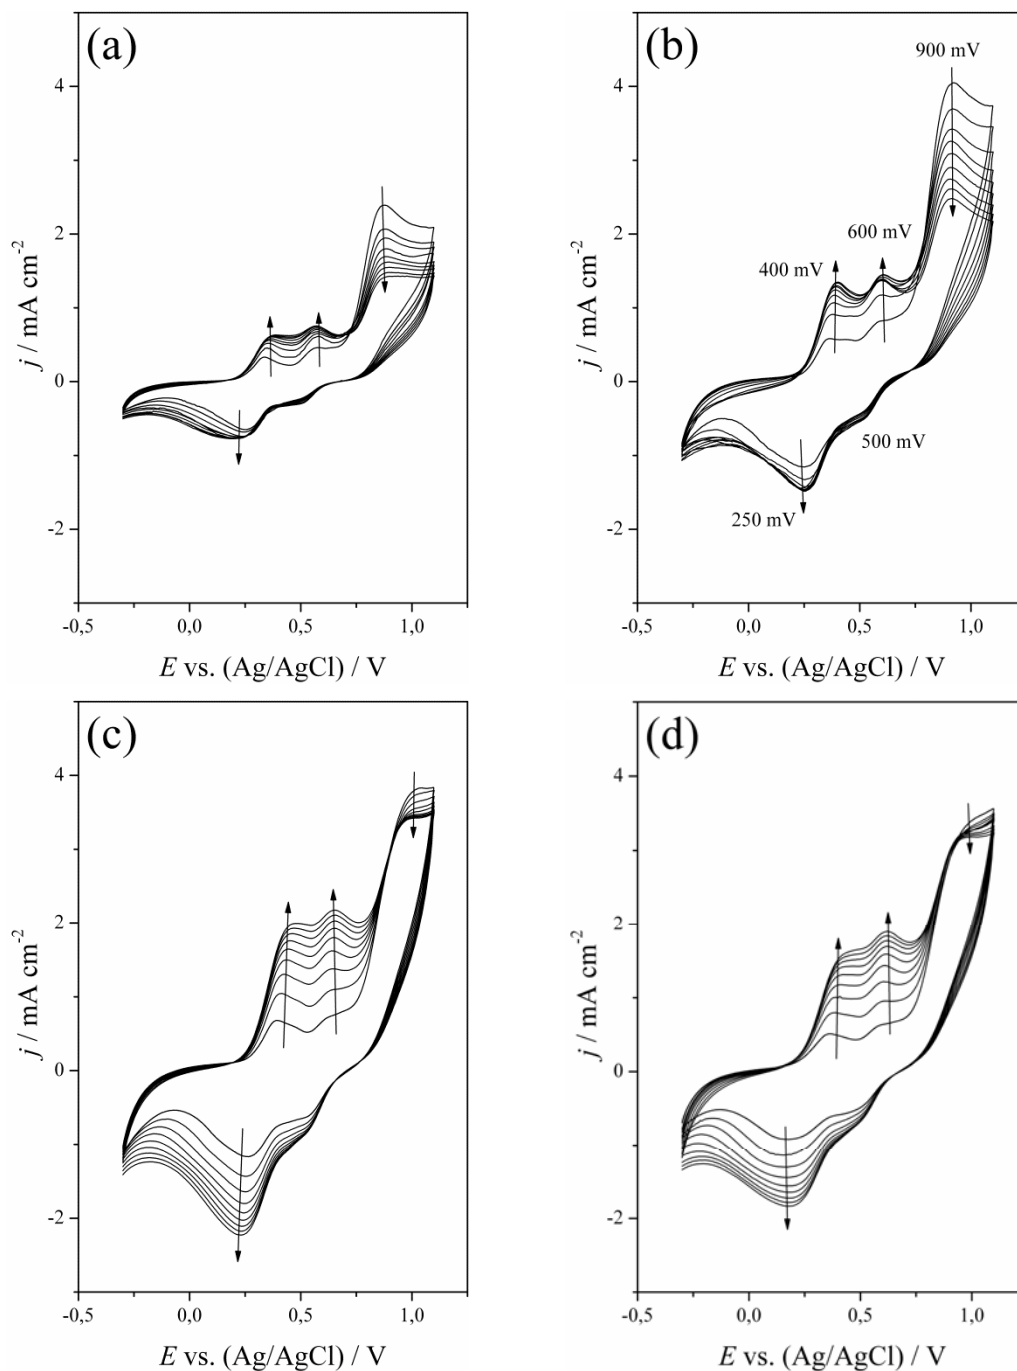 (a)
4
2
0
-2
j / mA cm-2
-0,5 0,0 0,5 1,0
E vs. (Ag/AgCl) / V
(b)
900 mV
600 mV
400 mV
500 mV
250 mV
4
2
0
-2
j / mA cm-2
-0,5 0,0 0,5 1,0
E vs. (Ag/AgCl) / V
(c)
4
2
0
-2
j / mA cm-2
-0,5 0,0 0,5 1,0
E vs. (Ag/AgCl) / V
(d)
4
2
0
-2
j / mA cm-2
-0,5 0,0 0,5 1,0
E vs. (Ag/AgCl) / V